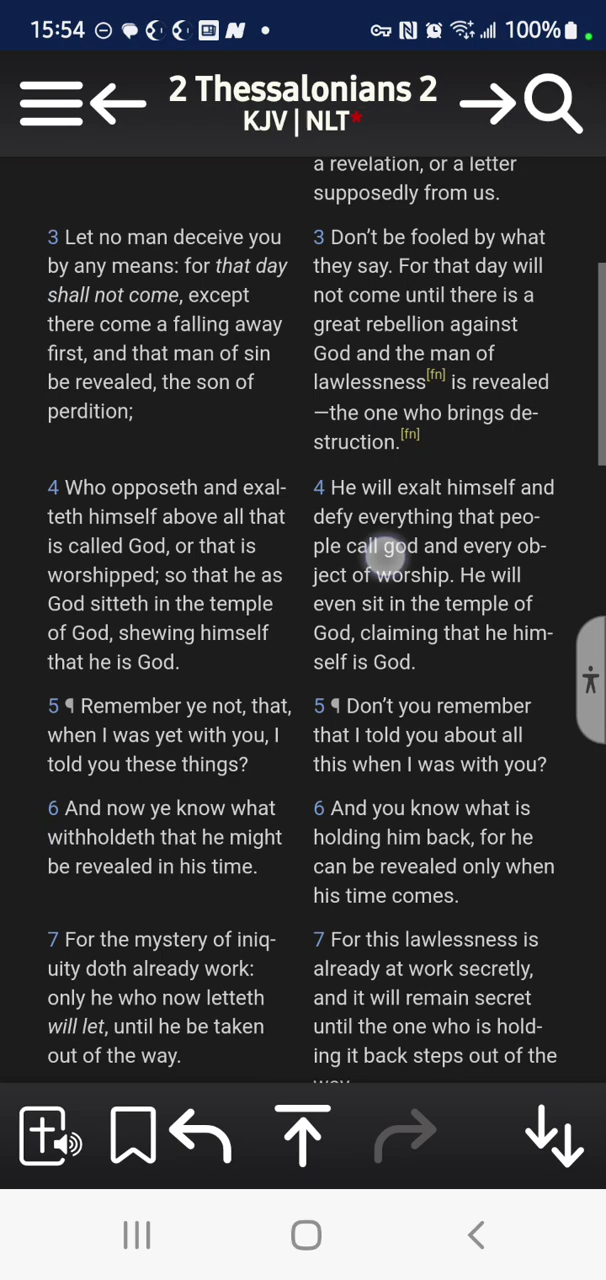 15:54 100%
2 Thessalonians 2
KJV | NLT*
a revelation, or a letter
supposedly from us.
3 Let no man deceive you
by any means: for that day
shall not come, except
there come a falling away
first, and that man of sin
be revealed, the son of
perdition;
3 Don’t be fooled by what
they say. For that day will
not come until there is a
great rebellion against
God and the man of
lawlessness[fn] is revealed
—the one who brings de-
struction.[fn]
4 Who opposeth and exal-
teth himself above all that
is called God, or that is
worshipped; so that he as
God sitteth in the temple
of God, shewing himself
that he is God.
4 He will exalt himself and
defy everything that peo-
ple call god and every ob-
ject of worship. He will
even sit in the temple of
God, claiming that he him-
self is God.
5 ¶ Remember ye not, that,
when I was yet with you, I
told you these things?
5 ¶ Don’t you remember
that I told you about all
this when I was with you?
6 And now ye know what
withholdeth that he might
be revealed in his time.
6 And you know what is
holding him back, for he
can be revealed only when
his time comes.
7 For the mystery of iniq-
uity doth already work:
only he who now letteth
will let, until he be taken
out of the way.
7 For this lawlessness is
already at work secretly,
and it will remain secret
until the one who is hold-
ing it back steps out of the